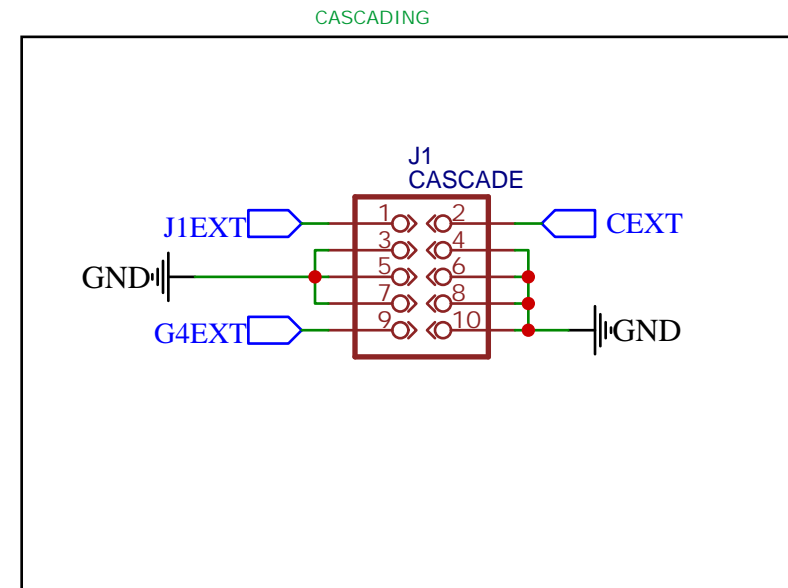 CASCADING
J1
CASCADE
J1EXT 1 2 CEXT
3 4
GND 5 6
7 8
G4EXT 9 10 GND